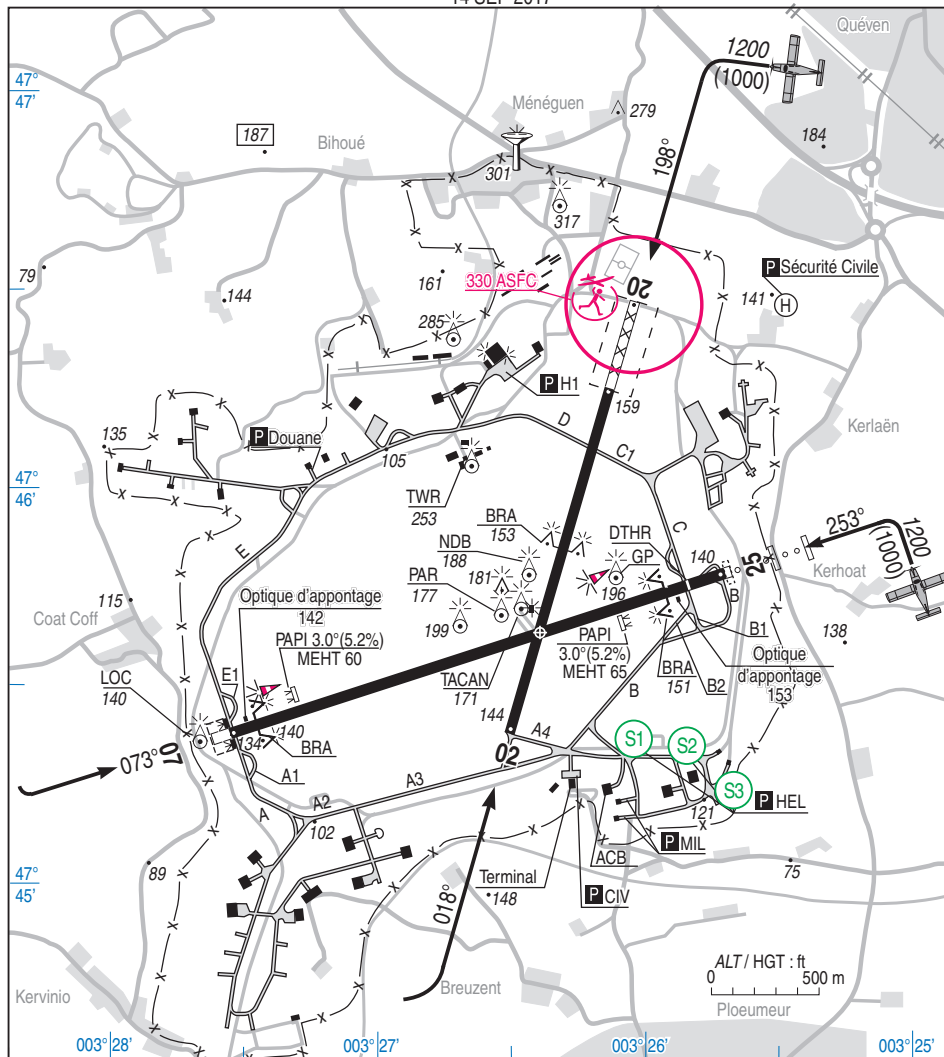 14 SEP 2017
Quéven
1200
(1000)
47°
47'
Ménéguen
279
187
Bihoué
184
198°
301
317
79
161
330 ASFC
20
P Sécurité Civile
141
H
144
285
P H1
159
D
C1
Kerlaën
135
P Douane
105
47°
46'
TWR
253
BRA
153
DTHR
C
140
253°
1200
(1000)
25
NDB
188
GP
196
E
PAR
177
181
Kerhoat
B
115
Optique d'appontage
142
Coat Coff
PAPI 3.0°(5.2%)
MEHT 60
199
PAPI
3.0°(5.2%)
MEHT 65
B1
138
BRA
151
B2
Optique
d'appontage
153
LOC
140
E1
TACAN
171
B
144
134
140
BRA
A4
S1
S2
073°
07
02
A1
A3
S3
A
A2
102
121
P HEL
P MIL
ACB
89
75
47°
45'
Terminal
148
P CIV
018°
ALT / HGT : ft
0 500 m
Kervinio
Breuzent
Ploeumeur
003° 28'
003° 27'
003° 26'
003° 25'